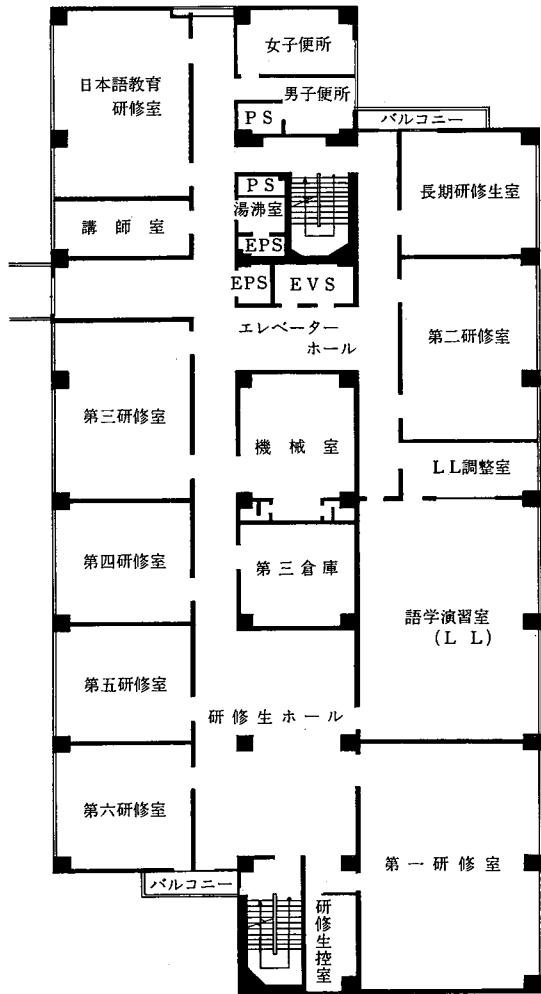 女子便所
日本語教育
研修室
男子便所
PS
バルコニー
長期研修生室
PS
湯沸室
講師室
EPS
EPS
EVS
エレベーター
ホール
第二研修室
第三研修室
機械室
LL調整室
第四研修室
第三倉庫
語学演習室
(LL)
第五研修室
研修生ホール
第六研修室
第一研修室
バルコニー
研修生控室